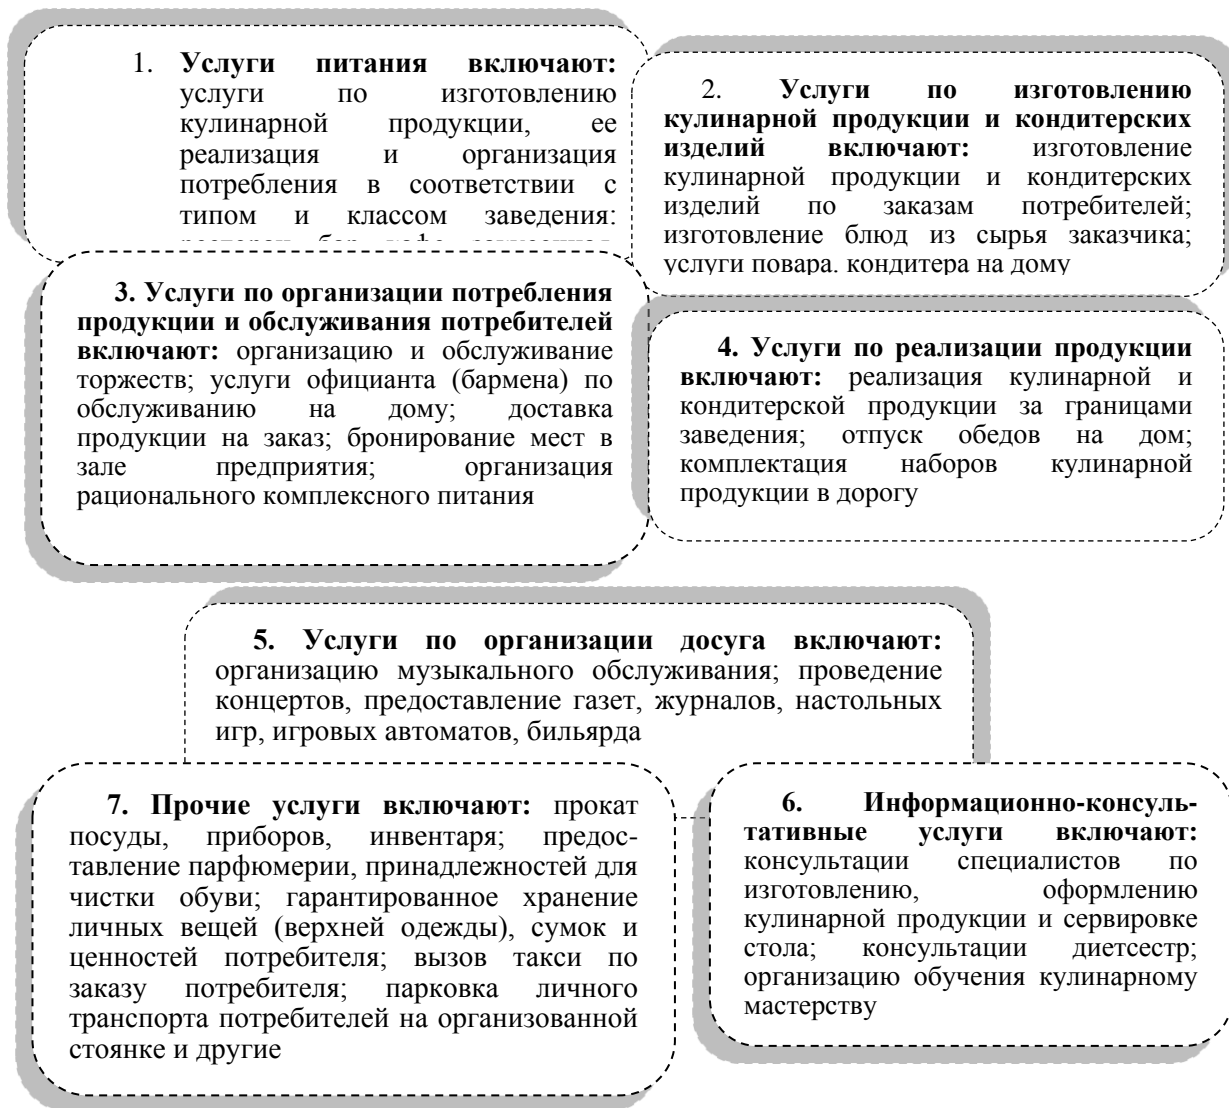 1. Услуги питания включают:
услуги по изготовлению
кулинарной продукции, ее
реализация и организация
потребления в соответствии с
типом и классом заведения:
2. Услуги по изготовлению
кулинарной продукции и кондитерских
изделий включают: изготовление
кулинарной продукции и кондитерских
изделий по заказам потребителей;
изготовление блюд из сырья заказчика;
услуги повара, кондитера на дому
3. Услуги по организации потребления
продукции и обслуживания потребителей
включают: организацию и обслуживание
торжеств; услуги официанта (бармена) по
обслуживанию на дому; доставка
продукции на заказ; бронирование мест в
зале предприятия; организация
рационального комплексного питания
4. Услуги по реализации продукции
включают: реализация кулинарной и
кондитерской продукции за границами
заведения; отпуск обедов на дом;
комплектация наборов кулинарной
продукции в дорогу
5. Услуги по организации досуга включают:
организацию музыкального обслуживания; проведение
концертов, предоставление газет, журналов, настольных
игр, игровых автоматов, бильярда
7. Прочие услуги включают: прокат
посуды, приборов, инвентаря; предос-
тавление парфюмерии, принадлежностей для
чистки обуви; гарантированное хранение
личных вещей (верхней одежды), сумок и
ценностей потребителя; вызов такси по
заказу потребителя; парковка личного
транспорта потребителей на организованной
стоянке и другие
6. Информационно-консуль-
тативные услуги включают:
консультации специалистов по
изготовлению, оформлению
кулинарной продукции и сервировке
стола; консультации диетсестр;
организацию обучения кулинарному
мастерству